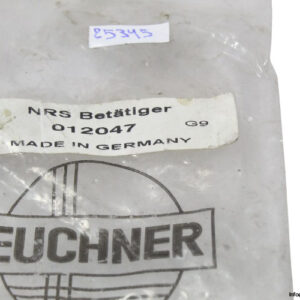 25345
NRS Betätiger
012047 G9
MADE IN GERMANY
EUCHNER